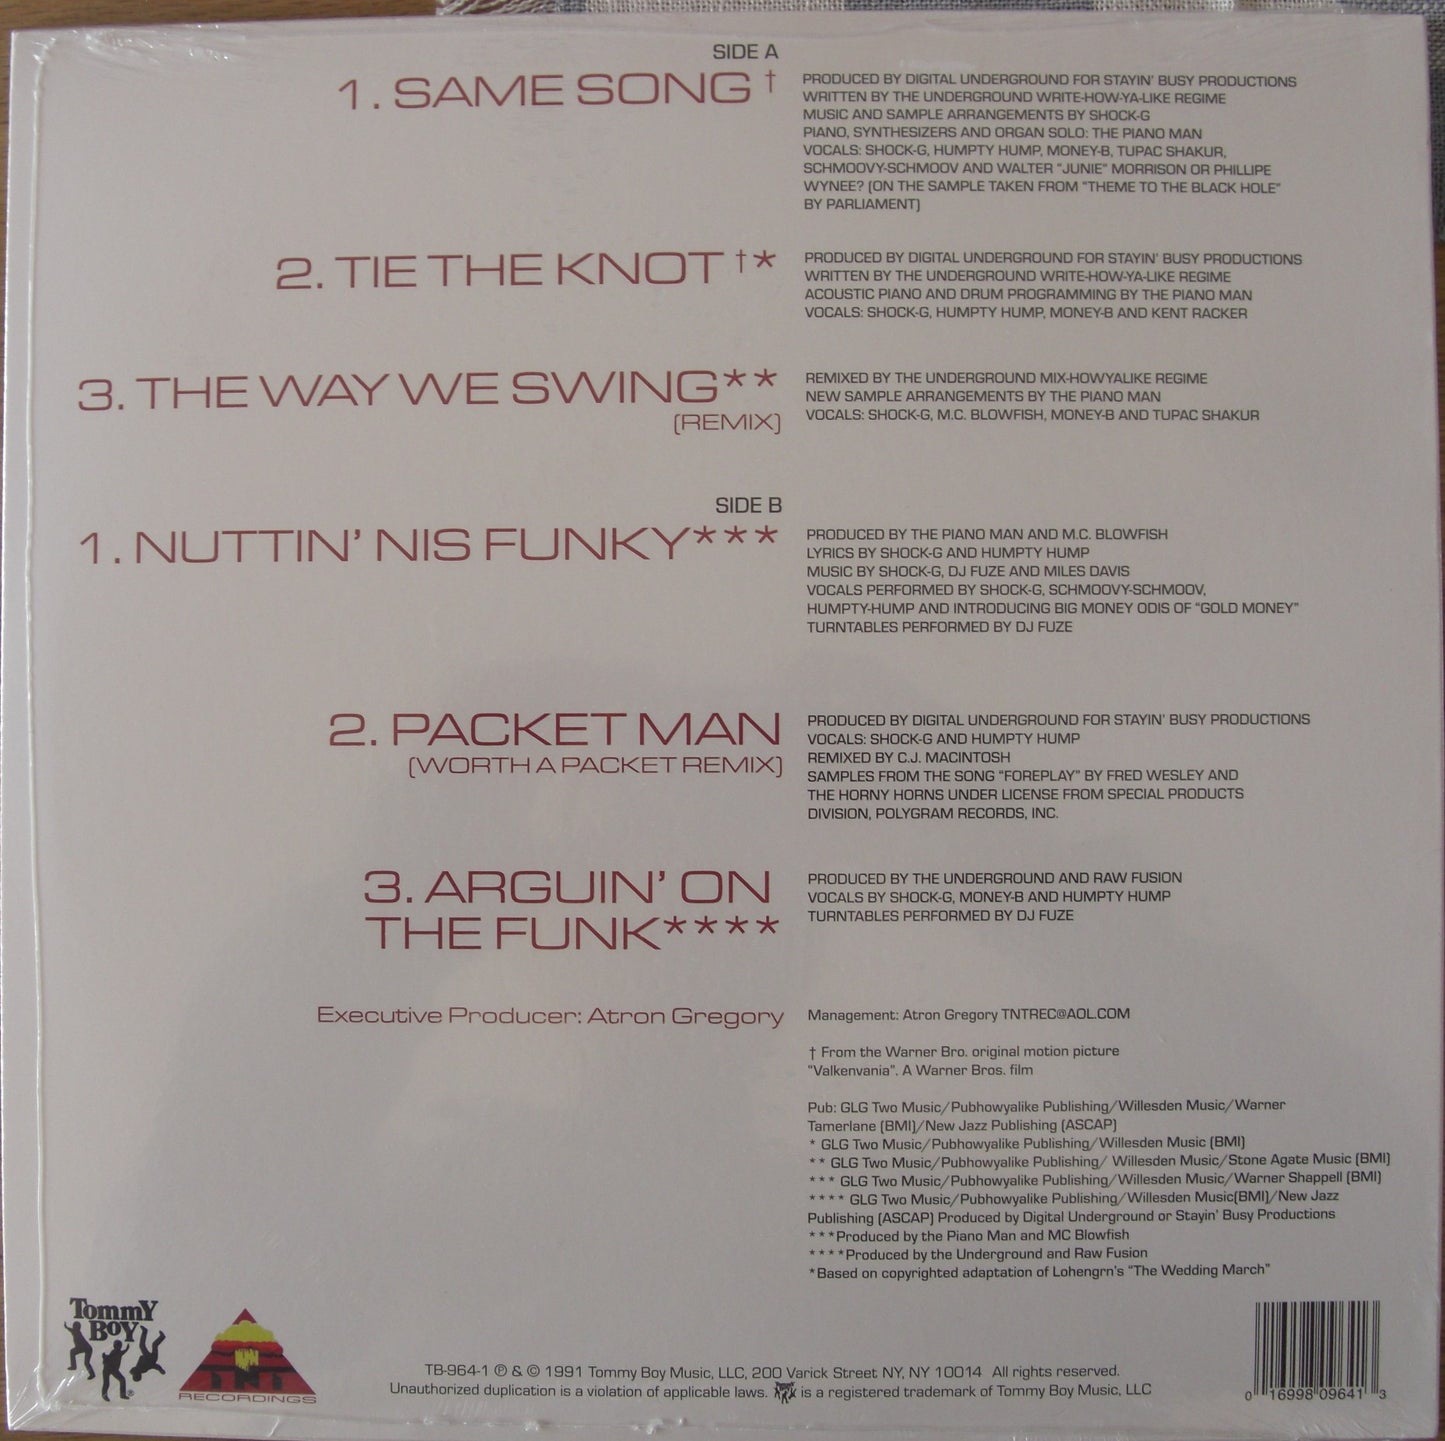 SIDE A
1. SAME SONG †
PRODUCED BY DIGITAL UNDERGROUND FOR STAYIN' BUSY PRODUCTIONS
WRITTEN BY THE UNDERGROUND WRITE-HOW-YA-LIKE REGIME
MUSIC AND SAMPLE ARRANGEMENTS BY SHOCK-G
PIANO, SYNTHESIZERS AND ORGAN SOLO: THE PIANO MAN
VOCALS: SHOCK-G, HUMPTY HUMP, MONEY-B, TUPAC SHAKUR,
SCHMOOVY-SCHMOOV AND WALTER "JUNIE" MORRISON OR PHILLIPE
WYNEE? (ON THE SAMPLE TAKEN FROM "THEME TO THE BLACK HOLE"
BY PARLIAMENT)
2. TIE THE KNOT †*
PRODUCED BY DIGITAL UNDERGROUND FOR STAYIN' BUSY PRODUCTIONS
WRITTEN BY THE UNDERGROUND WRITE-HOW-YA-LIKE REGIME
ACOUSTIC PIANO AND DRUM PROGRAMMING BY THE PIANO MAN
VOCALS: SHOCK-G, HUMPTY HUMP, MONEY-B AND KENT RACKER
3. THE WAY WE SWING**
(REMIX)
REMIXED BY THE UNDERGROUND MIX-HOWYALIKE REGIME
NEW SAMPLE ARRANGEMENTS BY THE PIANO MAN
VOCALS: SHOCK-G, M.C. BLOWFISH, MONEY-B AND TUPAC SHAKUR
SIDE B
1. NUTTIN' NIS FUNKY***
PRODUCED BY THE PIANO MAN AND M.C. BLOWFISH
LYRICS BY SHOCK-G AND HUMPTY HUMP
MUSIC BY SHOCK-G, DJ FUZE AND MILES DAVIS
VOCALS PERFORMED BY SHOCK-G, SCHMOOVY-SCHMOOV,
HUMPTY-HUMP AND INTRODUCING BIG MONEY ODIS OF "GOLD MONEY"
TURNTABLES PERFORMED BY DJ FUZE
2. PACKET MAN
(WORTH A PACKET REMIX)
PRODUCED BY DIGITAL UNDERGROUND FOR STAYIN' BUSY PRODUCTIONS
VOCALS: SHOCK-G AND HUMPTY HUMP
REMIXED BY C.J. MACINTOSH
SAMPLES FROM THE SONG "FOREPLAY" BY FRED WESLEY AND
THE HORNY HORNS UNDER LICENSE FROM SPECIAL PRODUCTS
DIVISION, POLYGRAM RECORDS, INC.
3. ARGUIN' ON
THE FUNK****
PRODUCED BY THE UNDERGROUND AND RAW FUSION
VOCALS BY SHOCK-G, MONEY-B AND HUMPTY HUMP
TURNTABLES PERFORMED BY DJ FUZE
Executive Producer: Atron Gregory
Management: Atron Gregory TNTREC@AOL.COM
† From the Warner Bro. original motion picture
"Valkenvania". A Warner Bros. film
Pub: GLG Two Music/Pubhowyalike Publishing/Willesden Music/Warner
Tamerlane (BMI)/New Jazz Publishing (ASCAP)
* GLG Two Music/Pubhowyalike Publishing/Willesden Music (BMI)
** GLG Two Music/Pubhowyalike Publishing/ Willesden Music/Stone Agate Music (BMI)
*** GLG Two Music/Pubhowyalike Publishing/Willesden Music/Warner Shappell (BMI)
**** GLG Two Music/Pubhowyalike Publishing/Willesden Music(BMI)/New Jazz
Publishing (ASCAP) Produced by Digital Underground or Stayin' Busy Productions
***Produced by the Piano Man and MC Blowfish
****Produced by the Underground and Raw Fusion
*Based on copyrighted adaptation of Lohengrn's "The Wedding March"
Tommy
Boy
TNT
RECORDINGS
TB-964-1 ℗ & © 1991 Tommy Boy Music, LLC, 200 Varick Street NY, NY 10014 All rights reserved.
Unauthorized duplication is a violation of applicable laws. is a registered trademark of Tommy Boy Music, LLC
0 16998 09641 3